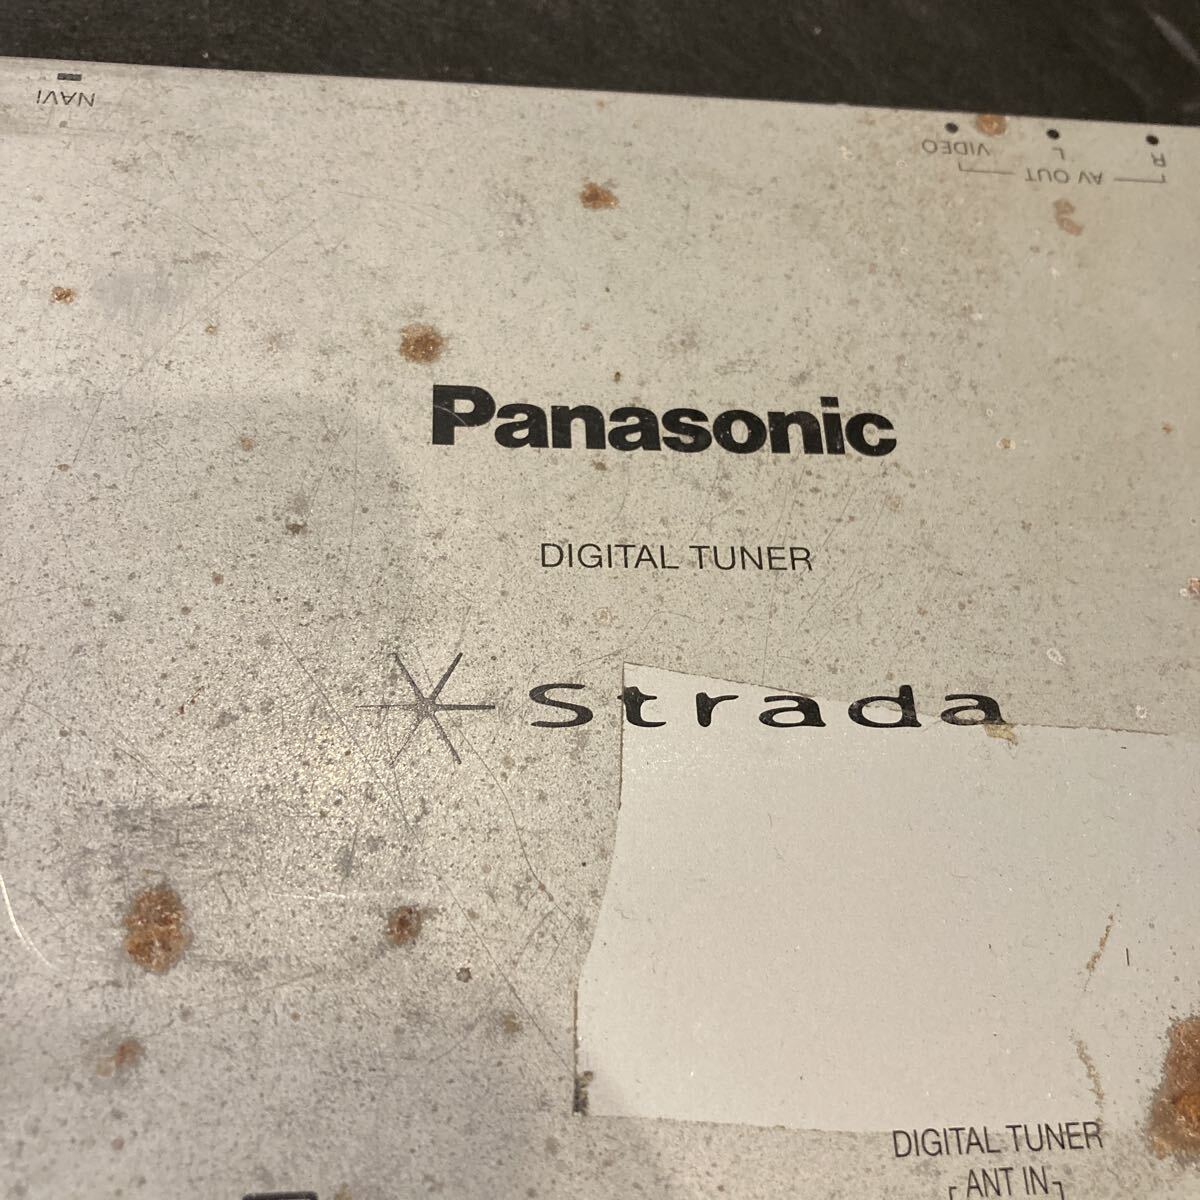 NAVI
VIDEO L R
AV OUT
Panasonic
DIGITAL TUNER
Strada
DIGITAL TUNER
ANT IN